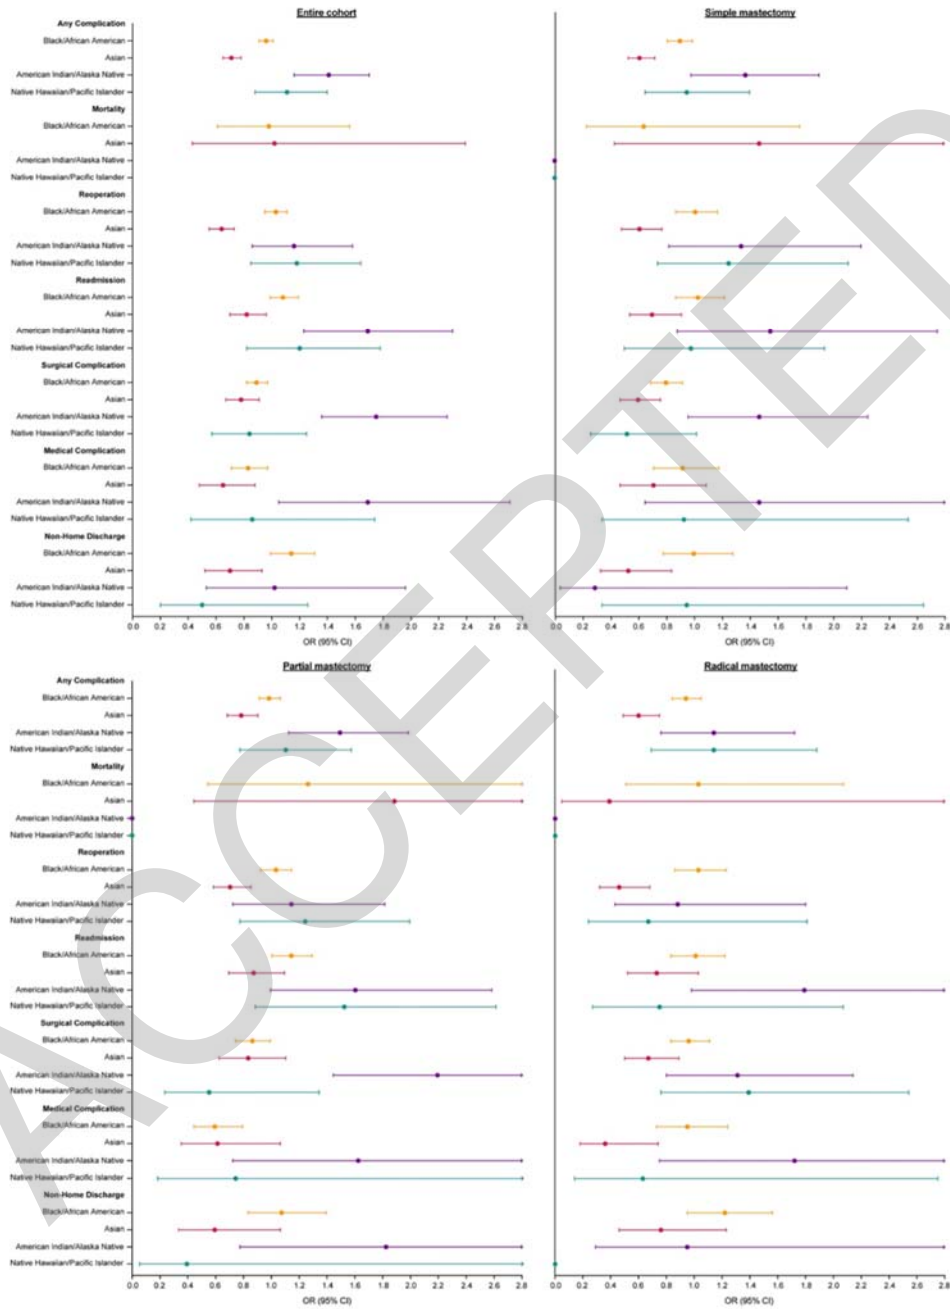 Entire cohort
Any Complication
Black/African American
Asian
American Indian/Alaska Native
Native Hawaiian/Pacific Islander
Mortality
Black/African American
Asian
American Indian/Alaska Native
Native Hawaiian/Pacific Islander
Reoperation
Black/African American
Asian
American Indian/Alaska Native
Native Hawaiian/Pacific Islander
Readmission
Black/African American
Asian
American Indian/Alaska Native
Native Hawaiian/Pacific Islander
Surgical Complication
Black/African American
Asian
American Indian/Alaska Native
Native Hawaiian/Pacific Islander
Medical Complication
Black/African American
Asian
American Indian/Alaska Native
Native Hawaiian/Pacific Islander
Non-Home Discharge
Black/African American
Asian
American Indian/Alaska Native
Native Hawaiian/Pacific Islander
0.0 0.2 0.4 0.6 0.8 1.0 1.2 1.4 1.6 1.8 2.0 2.2 2.4 2.6 2.8
OR (95% CI)
Simple mastectomy
0.0 0.2 0.4 0.6 0.8 1.0 1.2 1.4 1.6 1.8 2.0 2.2 2.4 2.6 2.8
OR (95% CI)
Partial mastectomy
Any Complication
Black/African American
Asian
American Indian/Alaska Native
Native Hawaiian/Pacific Islander
Mortality
Black/African American
Asian
American Indian/Alaska Native
Native Hawaiian/Pacific Islander
Reoperation
Black/African American
Asian
American Indian/Alaska Native
Native Hawaiian/Pacific Islander
Readmission
Black/African American
Asian
American Indian/Alaska Native
Native Hawaiian/Pacific Islander
Surgical Complication
Black/African American
Asian
American Indian/Alaska Native
Native Hawaiian/Pacific Islander
Medical Complication
Black/African American
Asian
American Indian/Alaska Native
Native Hawaiian/Pacific Islander
Non-Home Discharge
Black/African American
Asian
American Indian/Alaska Native
Native Hawaiian/Pacific Islander
0.0 0.2 0.4 0.6 0.8 1.0 1.2 1.4 1.6 1.8 2.0 2.2 2.4 2.6 2.8
OR (95% CI)
Radical mastectomy
0.0 0.2 0.4 0.6 0.8 1.0 1.2 1.4 1.6 1.8 2.0 2.2 2.4 2.6 2.8
OR (95% CI)
ACCEPTED